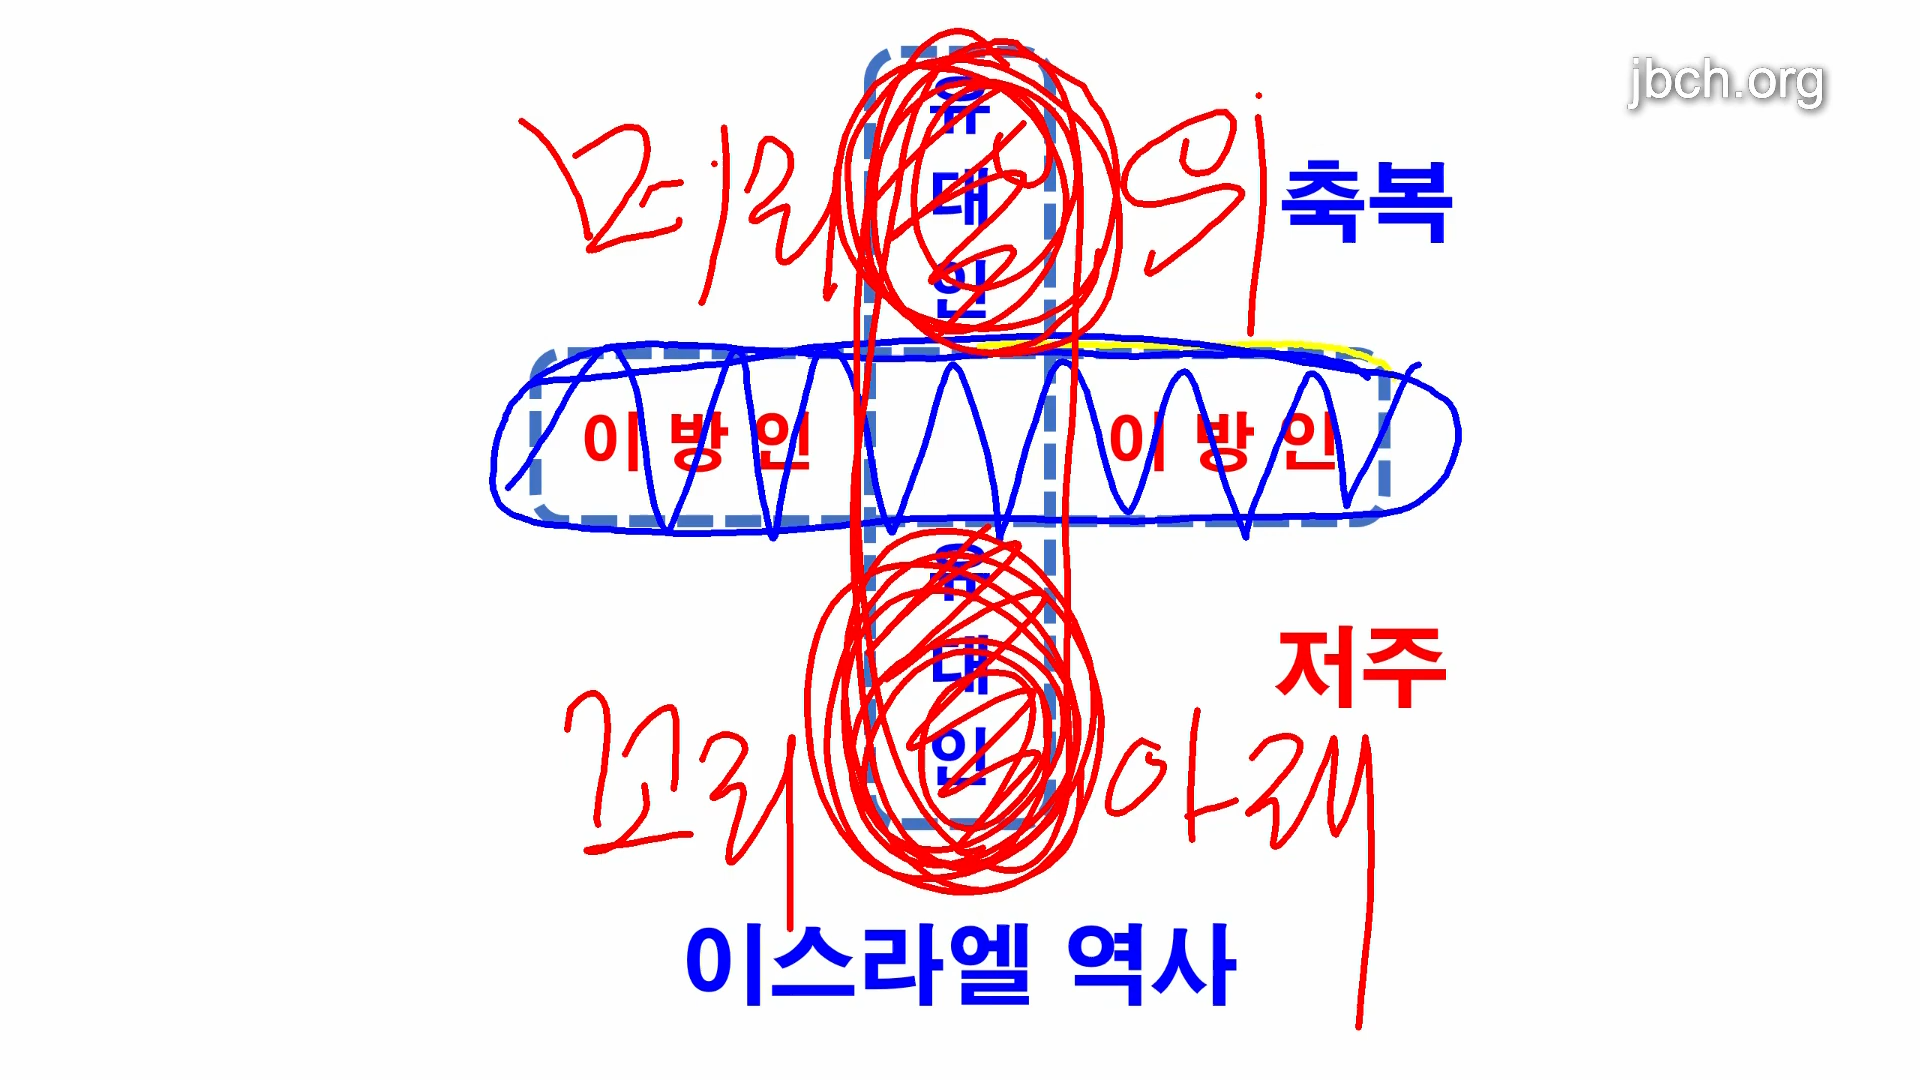 jbch.org
머리
위
축복
유대인
이방인
이방인
유대인
저주
꼬리
아래
이스라엘 역사